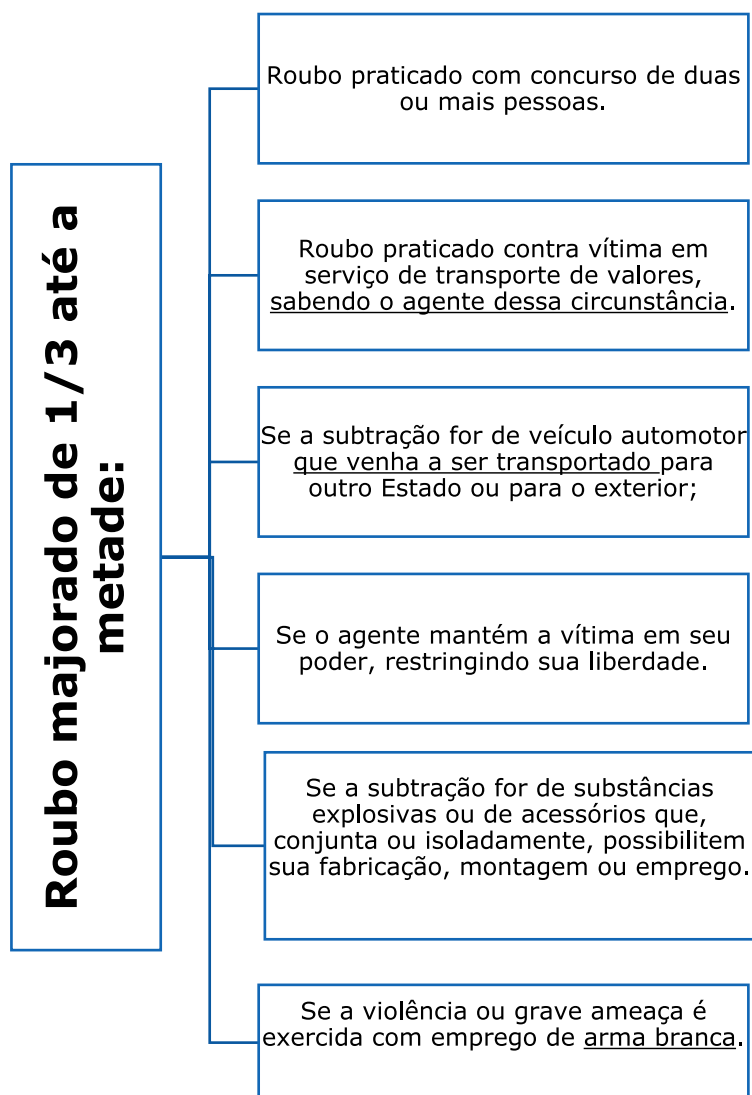 Roubo majorado de 1/3 até a
metade:
Roubo praticado com concurso de duas
ou mais pessoas.
Roubo praticado contra vítima em
serviço de transporte de valores,
sabendo o agente dessa circunstância.
Se a subtração for de veículo automotor
que venha a ser transportado para
outro Estado ou para o exterior;
Se o agente mantém a vítima em seu
poder, restringindo sua liberdade.
Se a subtração for de substâncias
explosivas ou de acessórios que,
conjunta ou isoladamente, possibilitem
sua fabricação, montagem ou emprego.
Se a violência ou grave ameaça é
exercida com emprego de arma branca.